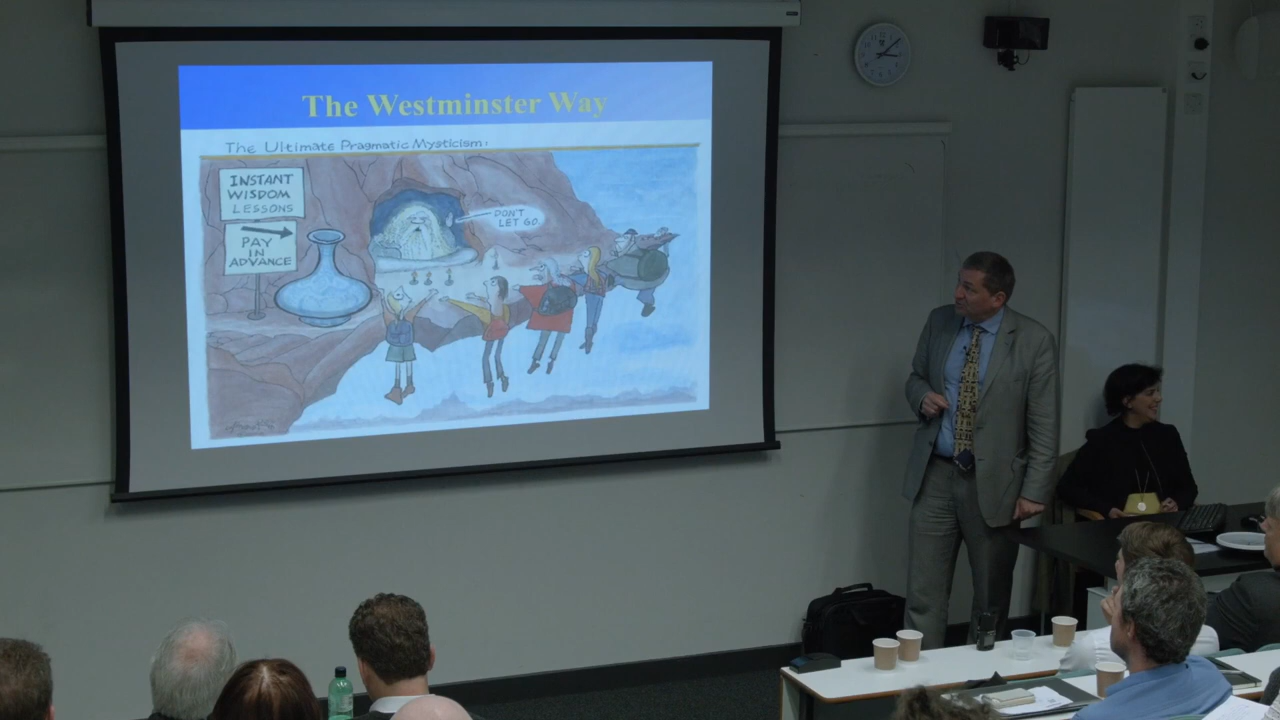 The Westminster Way
The Ultimate Pragmatic Mysticism:
INSTANT
WISDOM
LESSONS
PAY
IN
ADVANCE
DON'T
LET GO